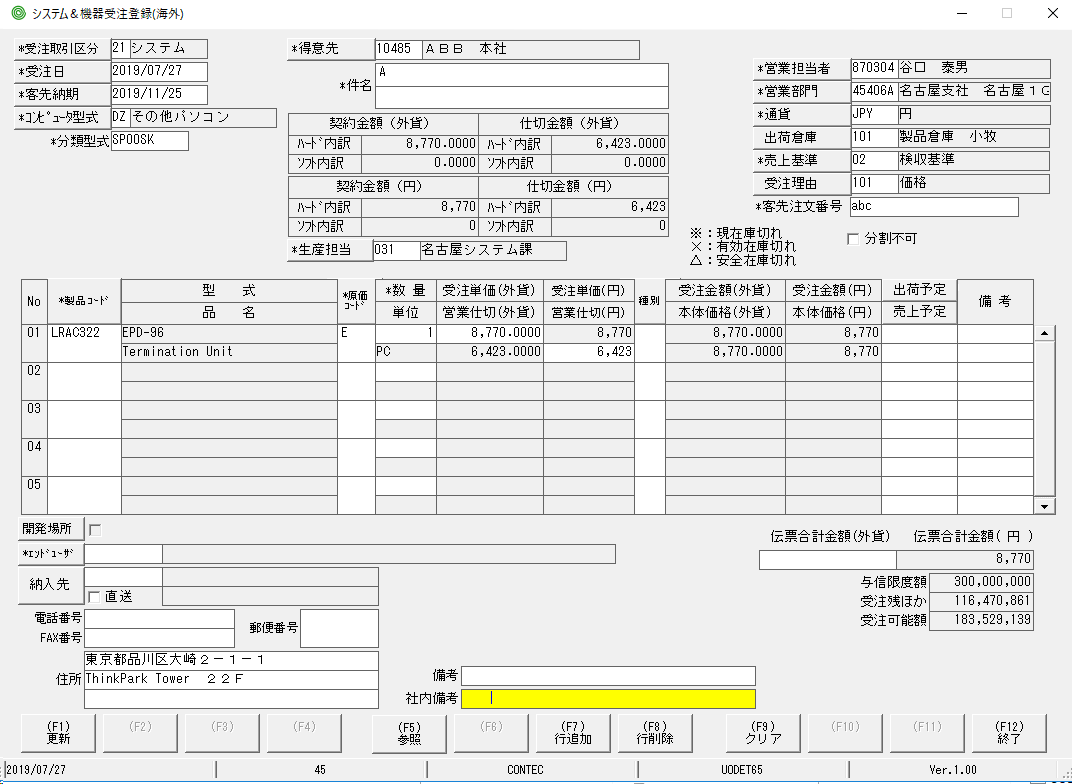 システム＆機器受注登録(海外)
*受注取引区分 21 システム
*受注日 2019/07/27
*客先納期 2019/11/25
*ｺﾝﾋﾟｭｰﾀ型式 DZ その他パソコン
*分類型式 SP00SK
*得意先 10485 ＡＢＢ　本社
*件名 A
契約金額（外貨） 仕切金額（外貨）
ﾊｰﾄﾞ内訳 8,770.0000 ﾊｰﾄﾞ内訳 6,423.0000
ｿﾌﾄ内訳 0.0000 ｿﾌﾄ内訳 0.0000
契約金額（円） 仕切金額（円）
ﾊｰﾄﾞ内訳 8,770 ﾊｰﾄﾞ内訳 6,423
ｿﾌﾄ内訳 0 ｿﾌﾄ内訳 0
*生産担当 031 名古屋システム課
*営業担当者 870304 谷口　泰男
*営業部門 45406A 名古屋支社　名古屋１Ｇ
*通貨 JPY 円
出荷倉庫 101 製品倉庫　小牧
*売上基準 02 検収基準
受注理由 101 価格
*客先注文番号 abc
※：現在庫切れ
×：有効在庫切れ
△：安全在庫切れ
分割不可
No *製品ｺｰﾄﾞ 型　　式 *原価ｺｰﾄﾞ *数 量 受注単価(外貨) 受注単価(円) 種別 受注金額(外貨) 受注金額(円) 出荷予定 備 考
品　　名 単位 営業仕切(外貨) 営業仕切(円) 本体価格(外貨) 本体価格(円) 売上予定
01 LRAC322 EPD-96 E 1 8,770.0000 8,770 8,770.0000 8,770
Termination Unit PC 6,423.0000 6,423 8,770.0000 8,770
02
03
04
05
開発場所
*ｴﾝﾄﾞﾕｰｻﾞ
納入先
直送
電話番号 郵便番号
FAX番号
住所 東京都品川区大崎２－１－１
ThinkPark Tower　２２Ｆ
伝票合計金額(外貨) 伝票合計金額( 円 )
8,770
与信限度額 300,000,000
受注残ほか 116,470,861
受注可能額 183,529,139
備考
社内備考
(F1) 更新
(F2)
(F3)
(F4)
(F5) 参照
(F6)
(F7) 行追加
(F8) 行削除
(F9) クリア
(F10)
(F11)
(F12) 終了
2019/07/27 45 CONTEC UODET65 Ver.1.00